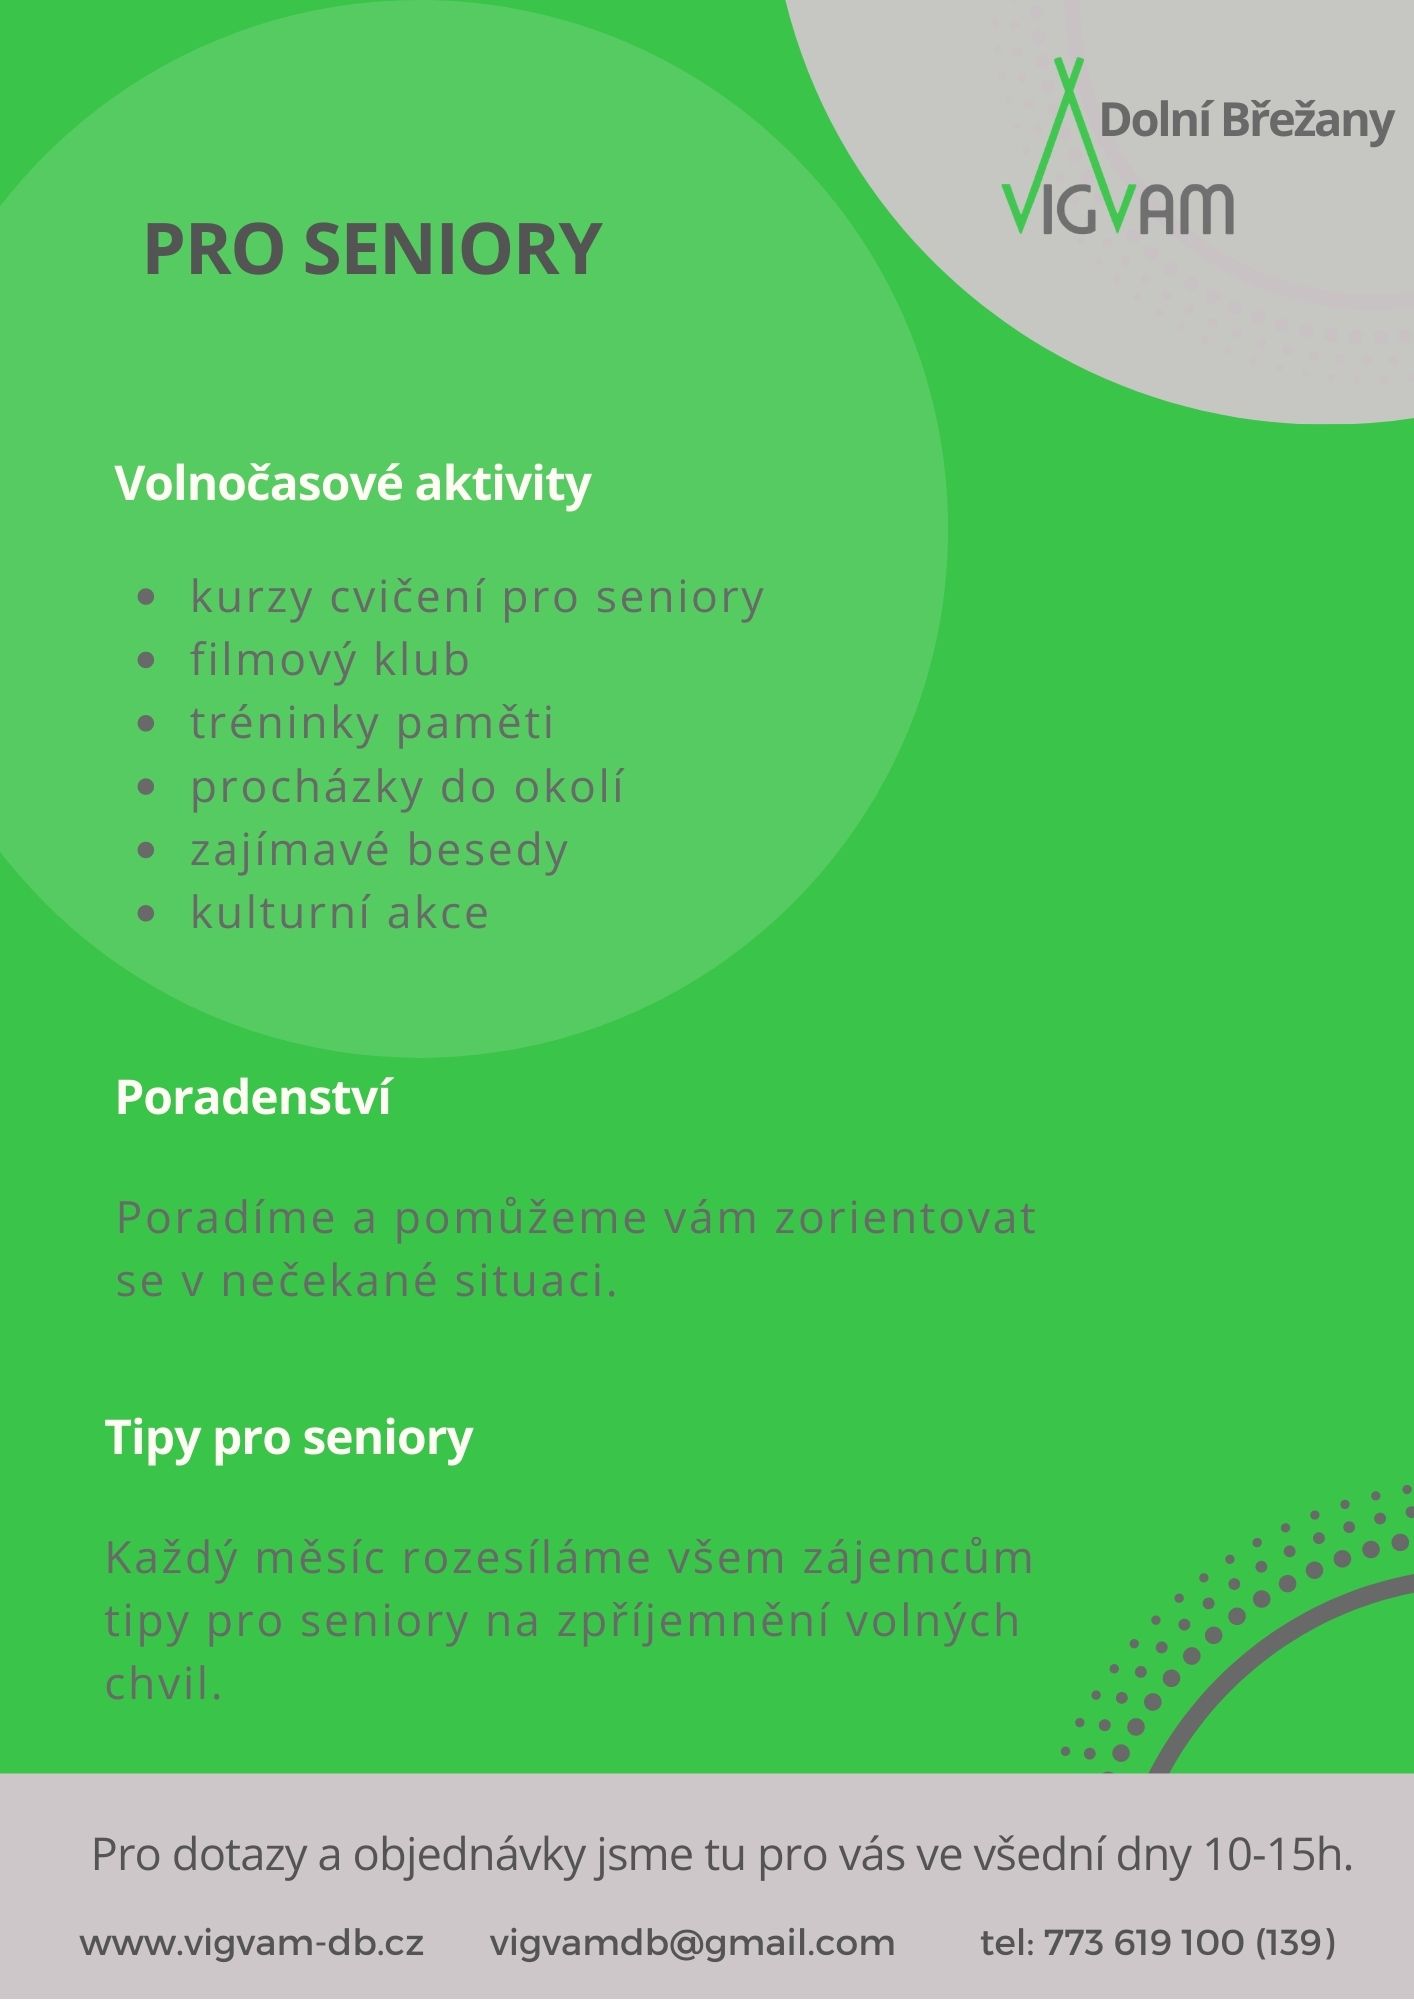 Dolní Břežany
VIGVAM
PRO SENIORY
Volnočasové aktivity
• kurzy cvičení pro seniory
• filmový klub
• tréninky paměti
• procházky do okolí
• zajímavé besedy
• kulturní akce
Poradenství
Poradíme a pomůžeme vám zorientovat
se v nečekané situaci.
Tipy pro seniory
Každý měsíc rozesíláme všem zájemcům
tipy pro seniory na zpříjemnění volných
chvil.
Pro dotazy a objednávky jsme tu pro vás ve všední dny 10-15h.
www.vigvam-db.cz vigvamdb@gmail.com tel: 773 619 100 (139)